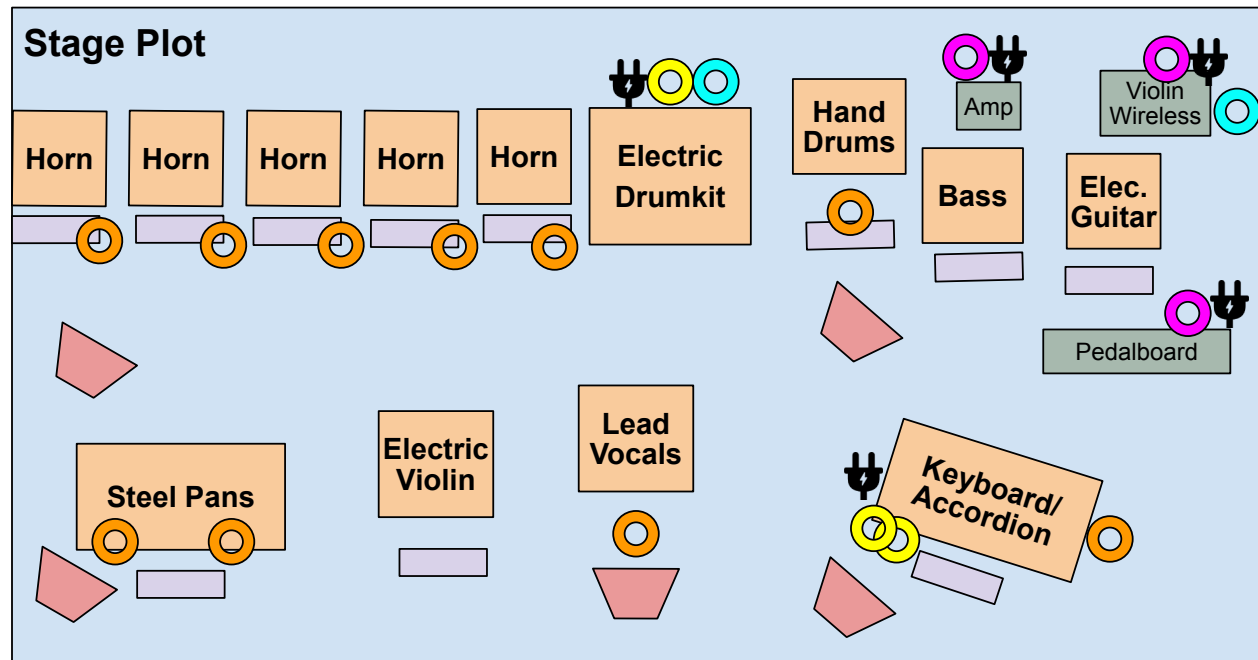 Stage Plot
Horn
Horn
Horn
Horn
Horn
Electric
Drumkit
Hand
Drums
Amp
Violin
Wireless
Bass
Elec.
Guitar
Pedalboard
Steel Pans
Electric
Violin
Lead
Vocals
Keyboard/
Accordion